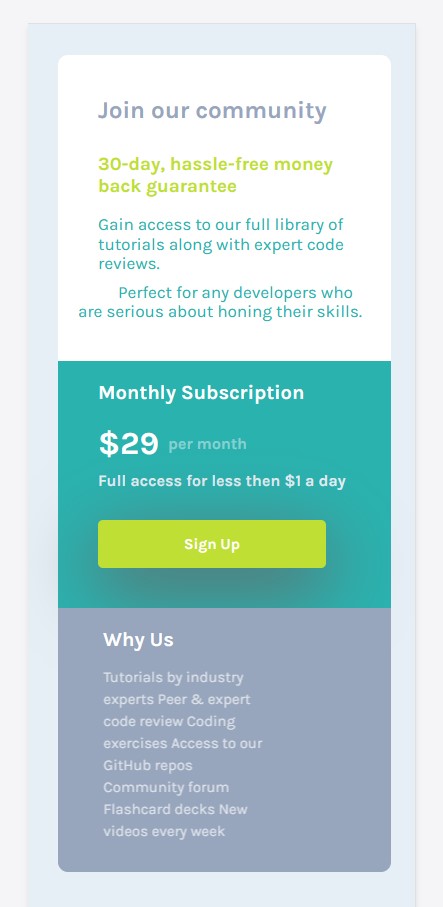 Join our community
30-day, hassle-free money
back guarantee
Gain access to our full library of
tutorials along with expert code
reviews.
Perfect for any developers who
are serious about honing their skills.
Monthly Subscription
$29 per month
Full access for less then $1 a day
Sign Up
Why Us
Tutorials by industry
experts Peer & expert
code review Coding
exercises Access to our
GitHub repos
Community forum
Flashcard decks New
videos every week